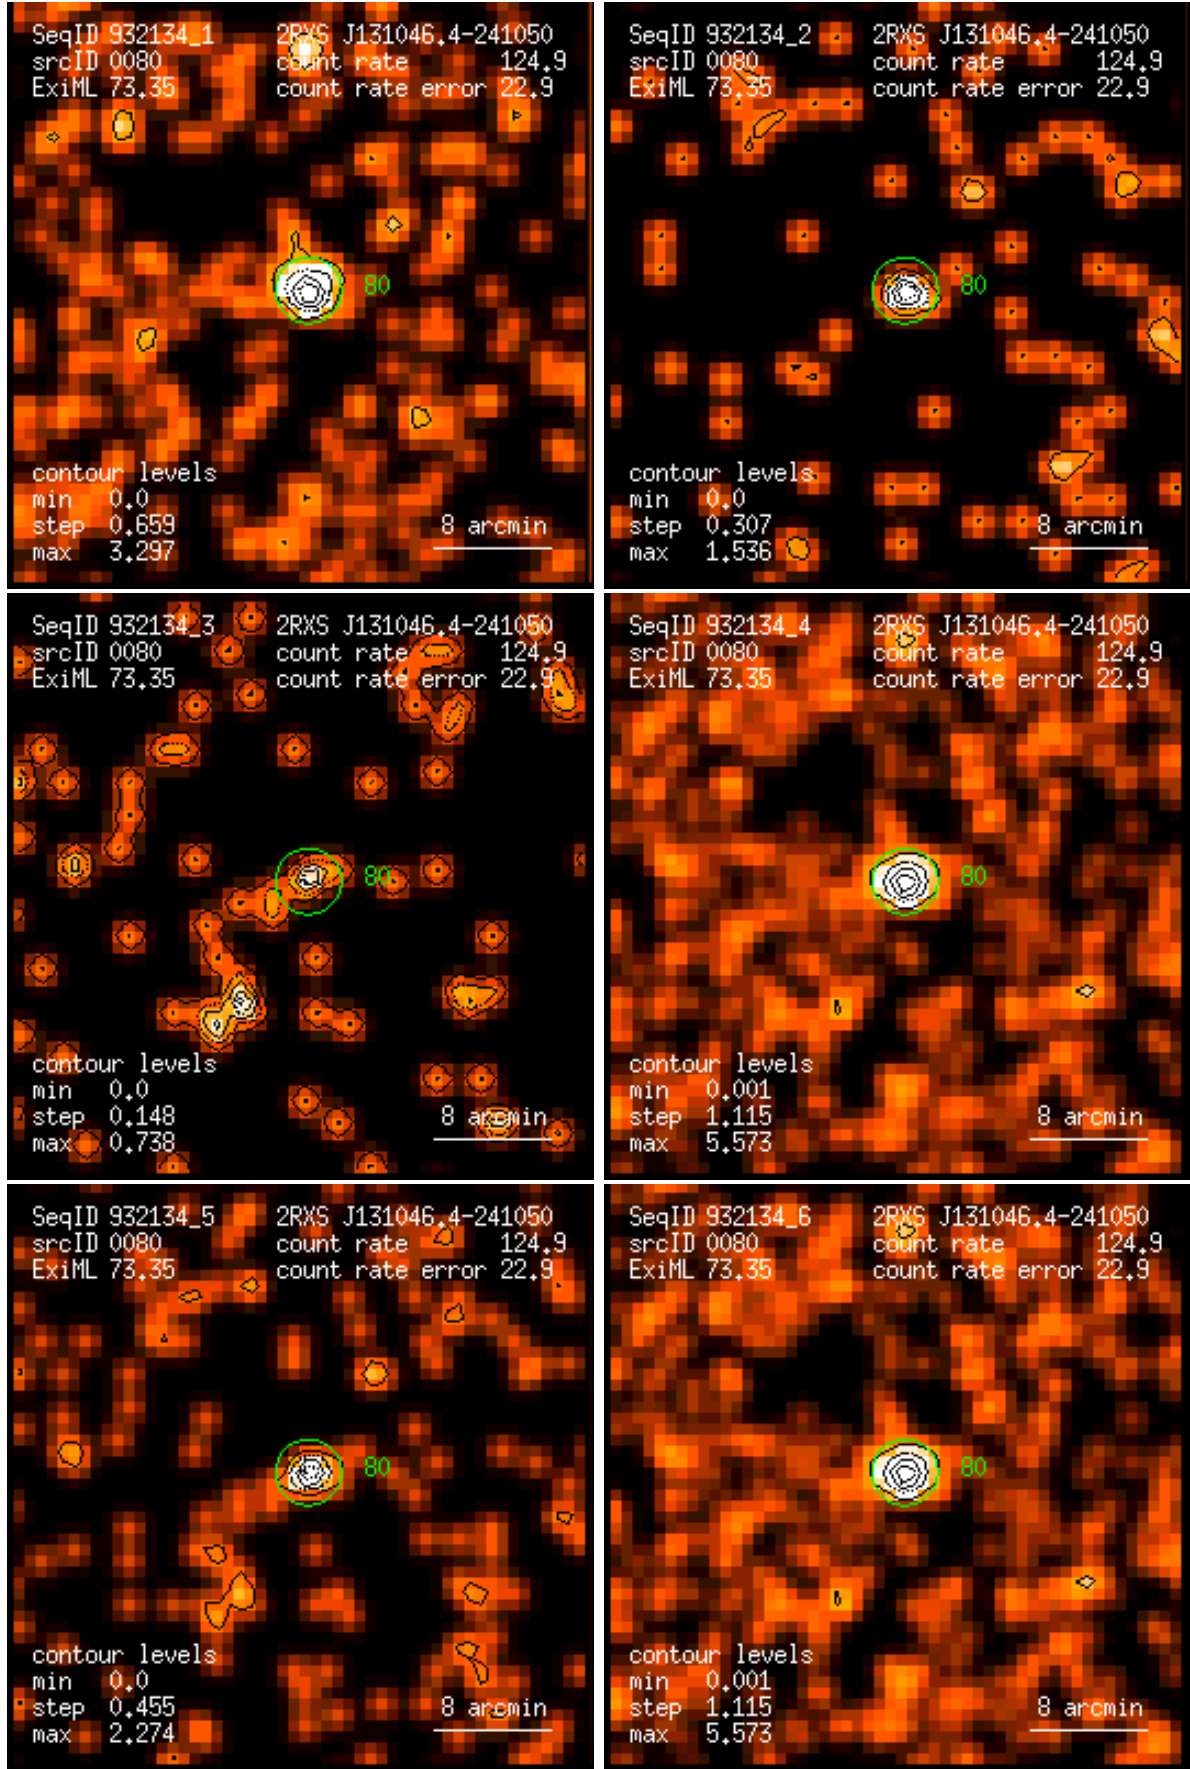 SeqID 932134_1 2RXS J131046.4-241050
srcID 0080 count rate 124.9
ExiML 73.35 count rate error 22.9
80
contour levels
min 0.0
step 0.659 8 arcmin
max 3.297
SeqID 932134_2 2RXS J131046.4-241050
srcID 0080 count rate 124.9
ExiML 73.35 count rate error 22.9
80
contour levels
min 0.0
step 0.307 8 arcmin
max 1.536
SeqID 932134_3 2RXS J131046.4-241050
srcID 0080 count rate 124.9
ExiML 73.35 count rate error 22.9
80
contour levels
min 0.0
step 0.148 8 arcmin
max 0.738
SeqID 932134_4 2RXS J131046.4-241050
srcID 0080 count rate 124.9
ExiML 73.35 count rate error 22.9
80
contour levels
min 0.001
step 1.115 8 arcmin
max 5.573
SeqID 932134_5 2RXS J131046.4-241050
srcID 0080 count rate 124.9
ExiML 73.35 count rate error 22.9
80
contour levels
min 0.0
step 0.455 8 arcmin
max 2.274
SeqID 932134_6 2RXS J131046.4-241050
srcID 0080 count rate 124.9
ExiML 73.35 count rate error 22.9
80
contour levels
min 0.001
step 1.115 8 arcmin
max 5.573